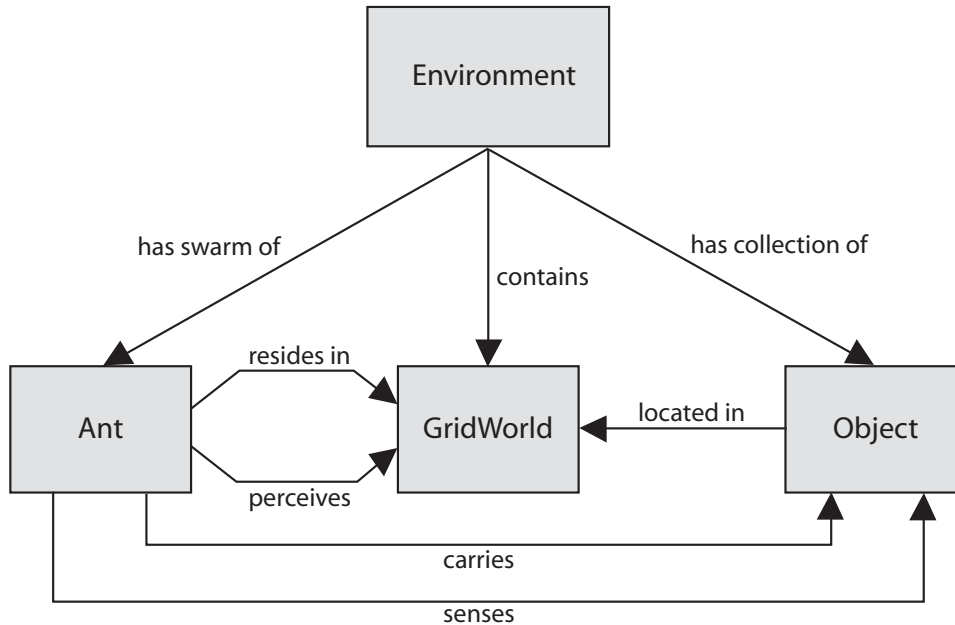 Environment
has swarm of
has collection of
contains
resides in
Ant
GridWorld
located in
Object
perceives
carries
senses